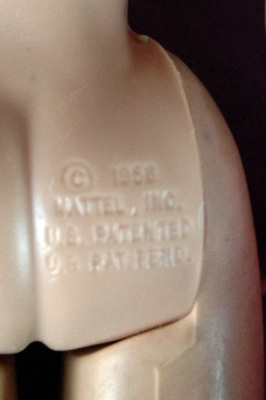 © 1958
MATTEL, INC.
U.S. PATENTED
U.S. PAT. PEND.